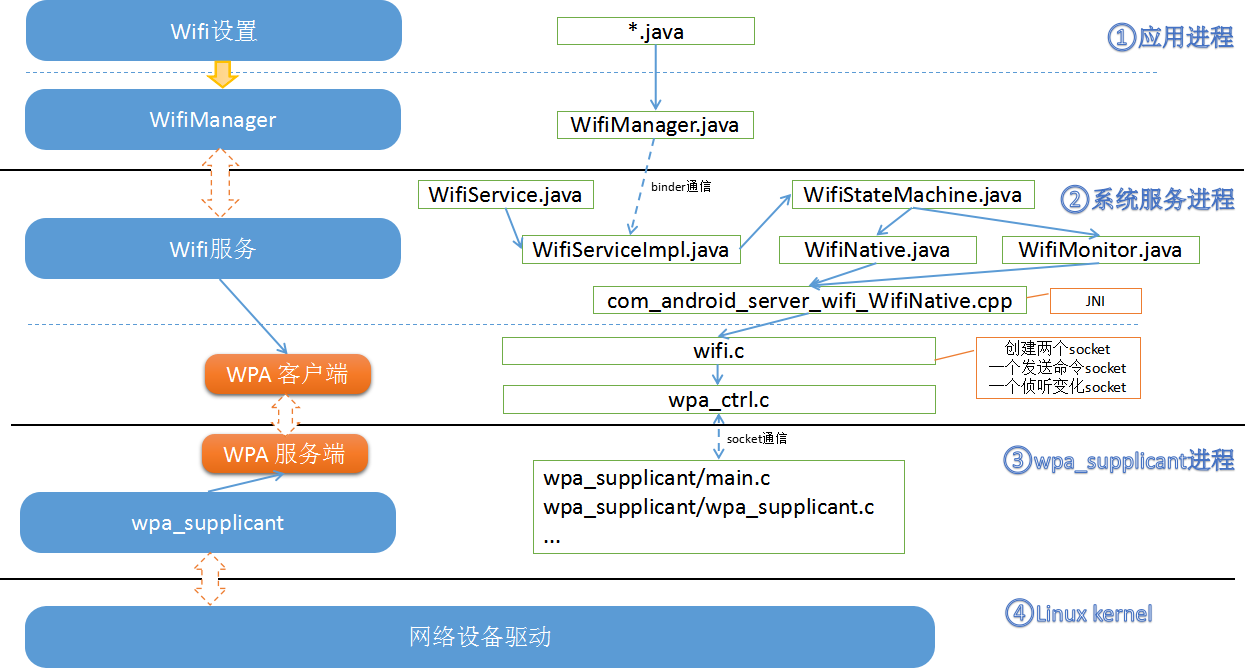 Wifi设置
*.java
①应用进程
WifiManager
WifiManager.java
binder通信
WifiService.java
WifiStateMachine.java
②系统服务进程
Wifi服务
WifiServiceImpl.java
WifiNative.java
WifiMonitor.java
com_android_server_wifi_WifiNative.cpp
JNI
wifi.c
创建两个socket
一个发送命令socket
一个侦听变化socket
WPA 客户端
wpa_ctrl.c
socket通信
WPA 服务端
③wpa_supplicant进程
wpa_supplicant/main.c
wpa_supplicant/wpa_supplicant.c
...
wpa_supplicant
④Linux kernel
网络设备驱动